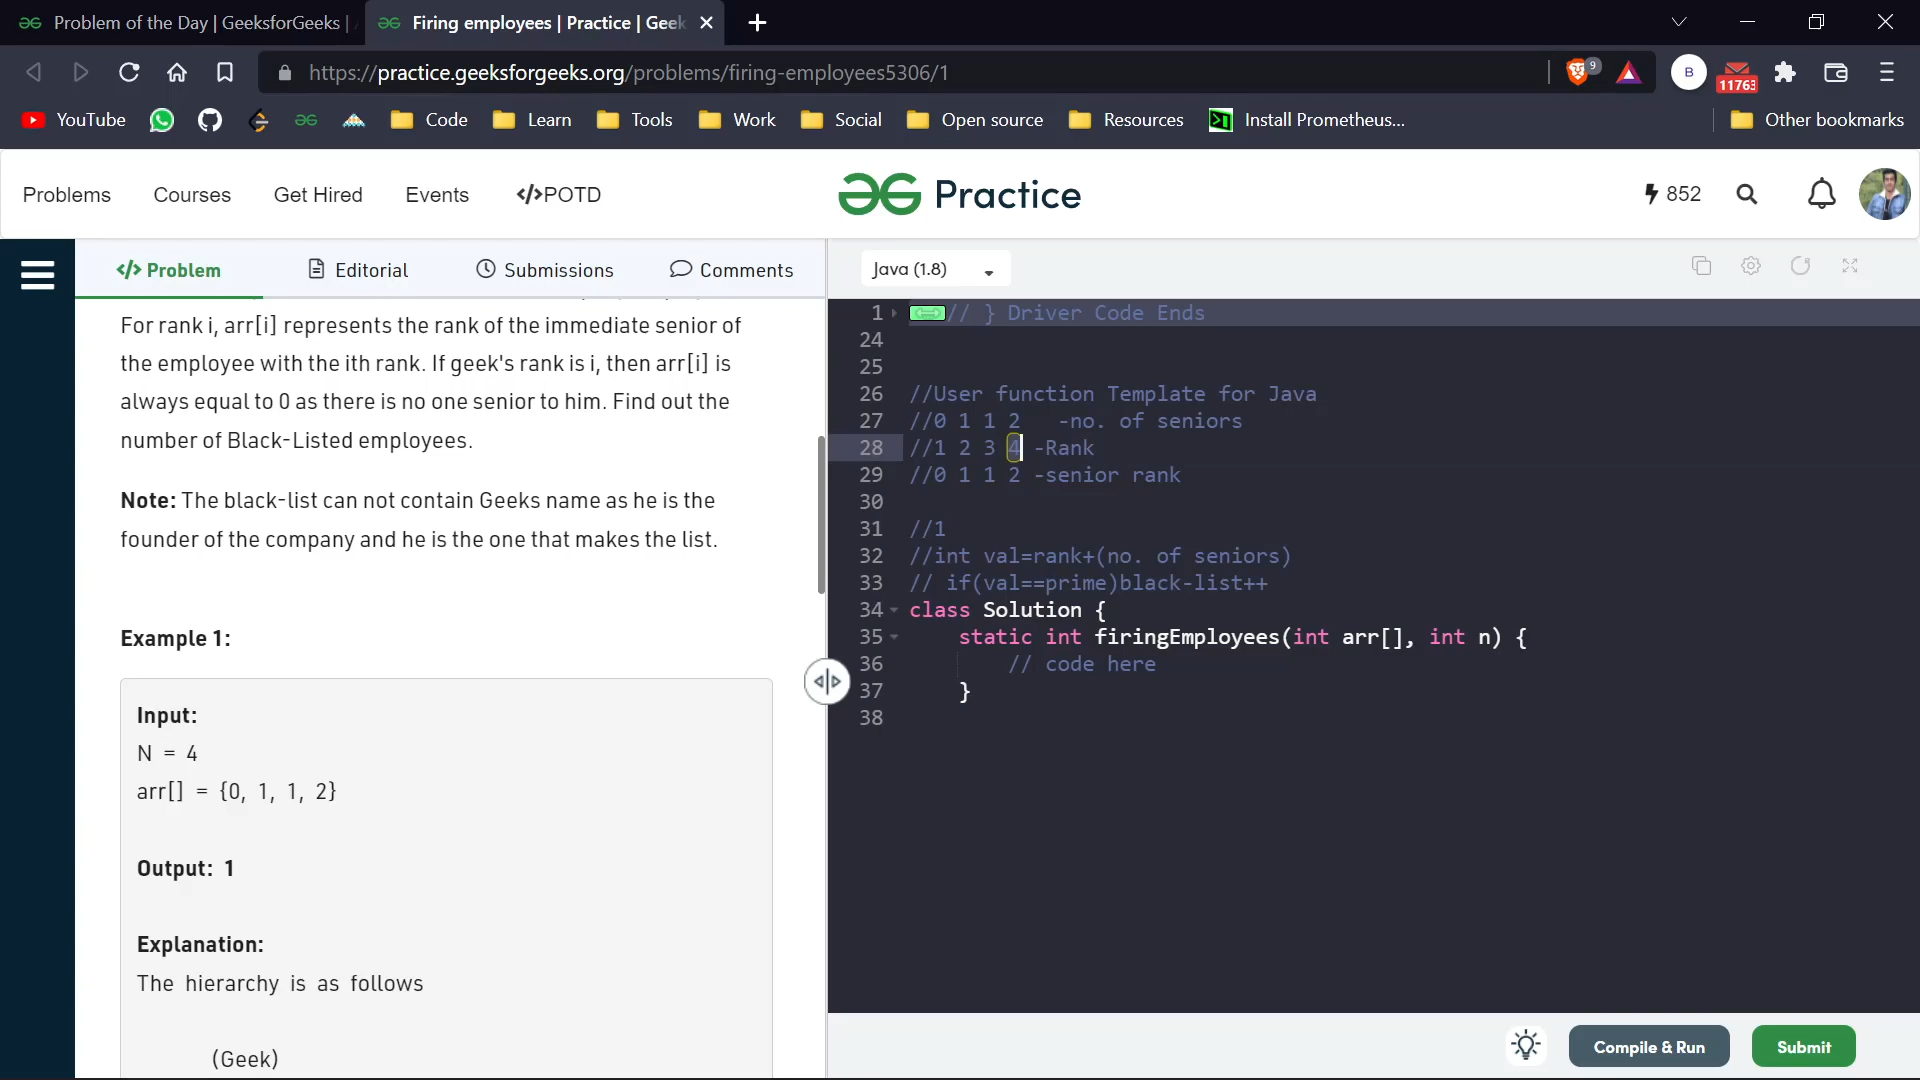 Problem of the Day | GeeksforGeeks |
Firing employees | Practice | Geek
https://practice.geeksforgeeks.org/problems/firing-employees5306/1
9
B
11763
YouTube
Code
Learn
Tools
Work
Social
Open source
Resources
Install Prometheus...
Other bookmarks
Problems
Courses
Get Hired
Events
</>POTD
Practice
852
</> Problem
Editorial
Submissions
Comments
Java (1.8)
For rank i, arr[i] represents the rank of the immediate senior of
the employee with the ith rank. If geek's rank is i, then arr[i] is
always equal to 0 as there is no one senior to him. Find out the
number of Black-Listed employees.
Note: The black-list can not contain Geeks name as he is the
founder of the company and he is the one that makes the list.
Example 1:
Input:
N = 4
arr[] = {0, 1, 1, 2}
Output: 1
Explanation:
The hierarchy is as follows
(Geek)
1 // } Driver Code Ends
24
25
26 //User function Template for Java
27 //0 1 1 2 -no. of seniors
28 //1 2 3 4 -Rank
29 //0 1 1 2 -senior rank
30
31 //1
32 //int val=rank+(no. of seniors)
33 // if(val==prime)black-list++
34 class Solution {
35 static int firingEmployees(int arr[], int n) {
36 // code here
37 }
38
Compile & Run
Submit